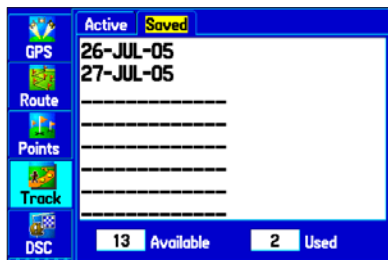 Active Saved
GPS
26-JUL-05
27-JUL-05
Route
Points
Track
DSC
13 Available 2 Used